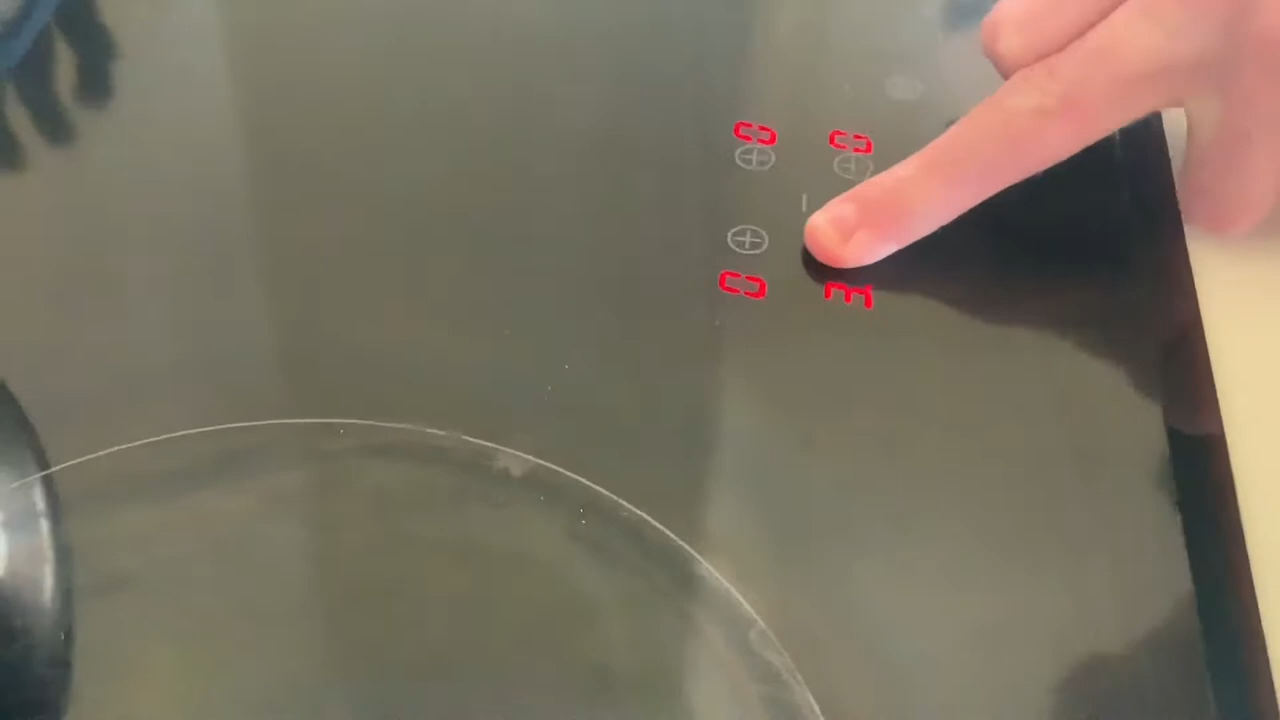 0 + + 0
−
3 + 0